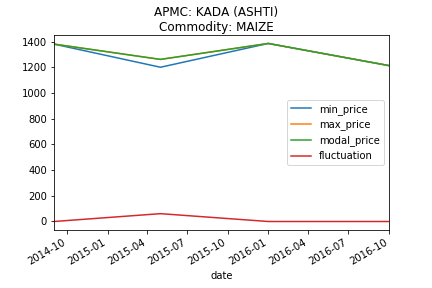 APMC: KADA (ASHTI)
Commodity: MAIZE
1400
1200
1000
800
600
400
200
0
min_price
max_price
modal_price
fluctuation
2014-10
2015-01
2015-04
2015-07
2015-10
2016-01
2016-04
2016-07
2016-10
date